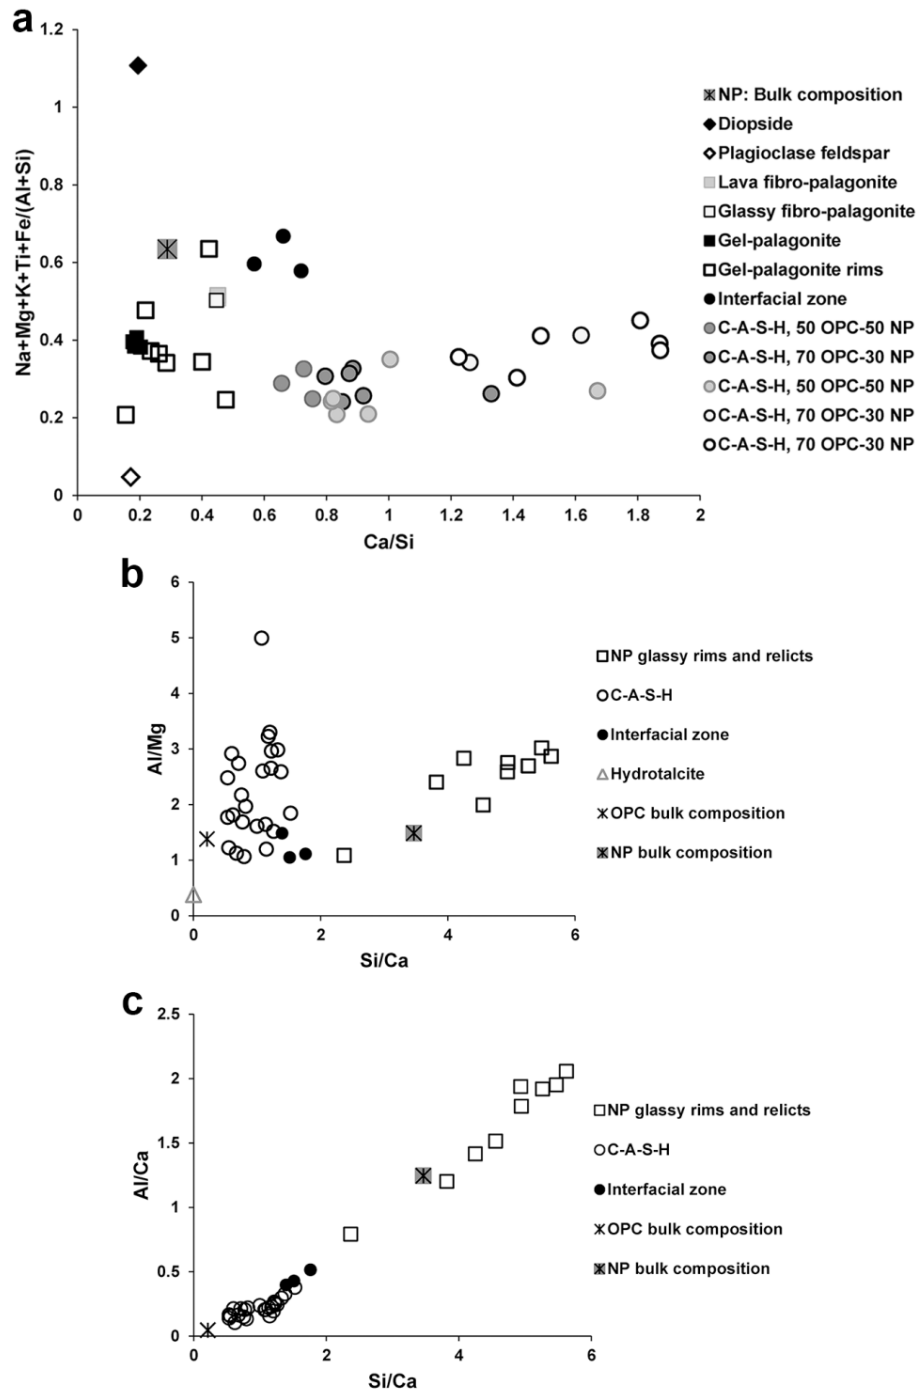 a
Na+Mg+K+Ti+Fe/(Al+Si)
1.2
1
0.8
0.6
0.4
0.2
0
0 0.2 0.4 0.6 0.8 1 1.2 1.4 1.6 1.8 2
Ca/Si
NP: Bulk composition
Diopside
Plagioclase feldspar
Lava fibro-palagonite
Glassy fibro-palagonite
Gel-palagonite
Gel-palagonite rims
Interfacial zone
C-A-S-H, 50 OPC-50 NP
C-A-S-H, 70 OPC-30 NP
C-A-S-H, 50 OPC-50 NP
C-A-S-H, 70 OPC-30 NP
C-A-S-H, 70 OPC-30 NP
b
Al/Mg
6
5
4
3
2
1
0
0 2 4 6
Si/Ca
NP glassy rims and relicts
C-A-S-H
Interfacial zone
Hydrotalcite
OPC bulk composition
NP bulk composition
c
Al/Ca
2.5
2
1.5
1
0.5
0
0 2 4 6
Si/Ca
NP glassy rims and relicts
C-A-S-H
Interfacial zone
OPC bulk composition
NP bulk composition